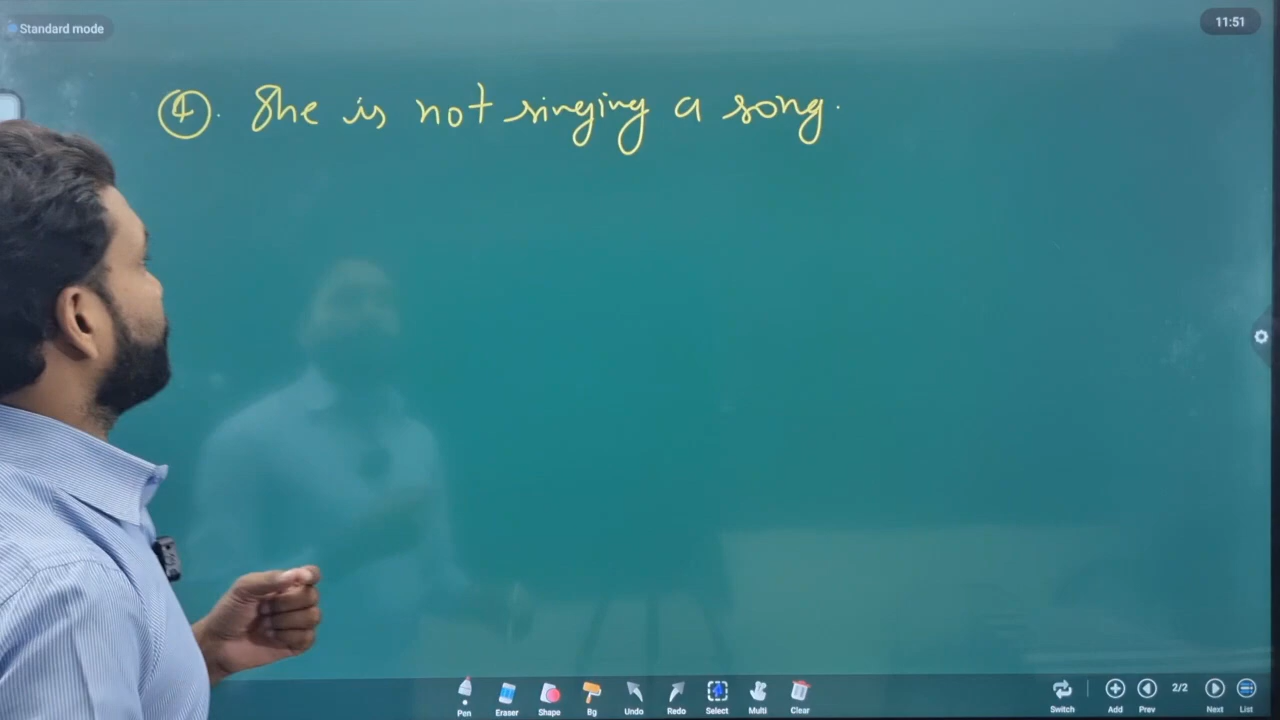 Standard mode
11:51
④. She is not singing a song.
Pen Eraser Shape Bg Undo Redo Select Multi Clear
Switch Add Prev 2/2 Next List